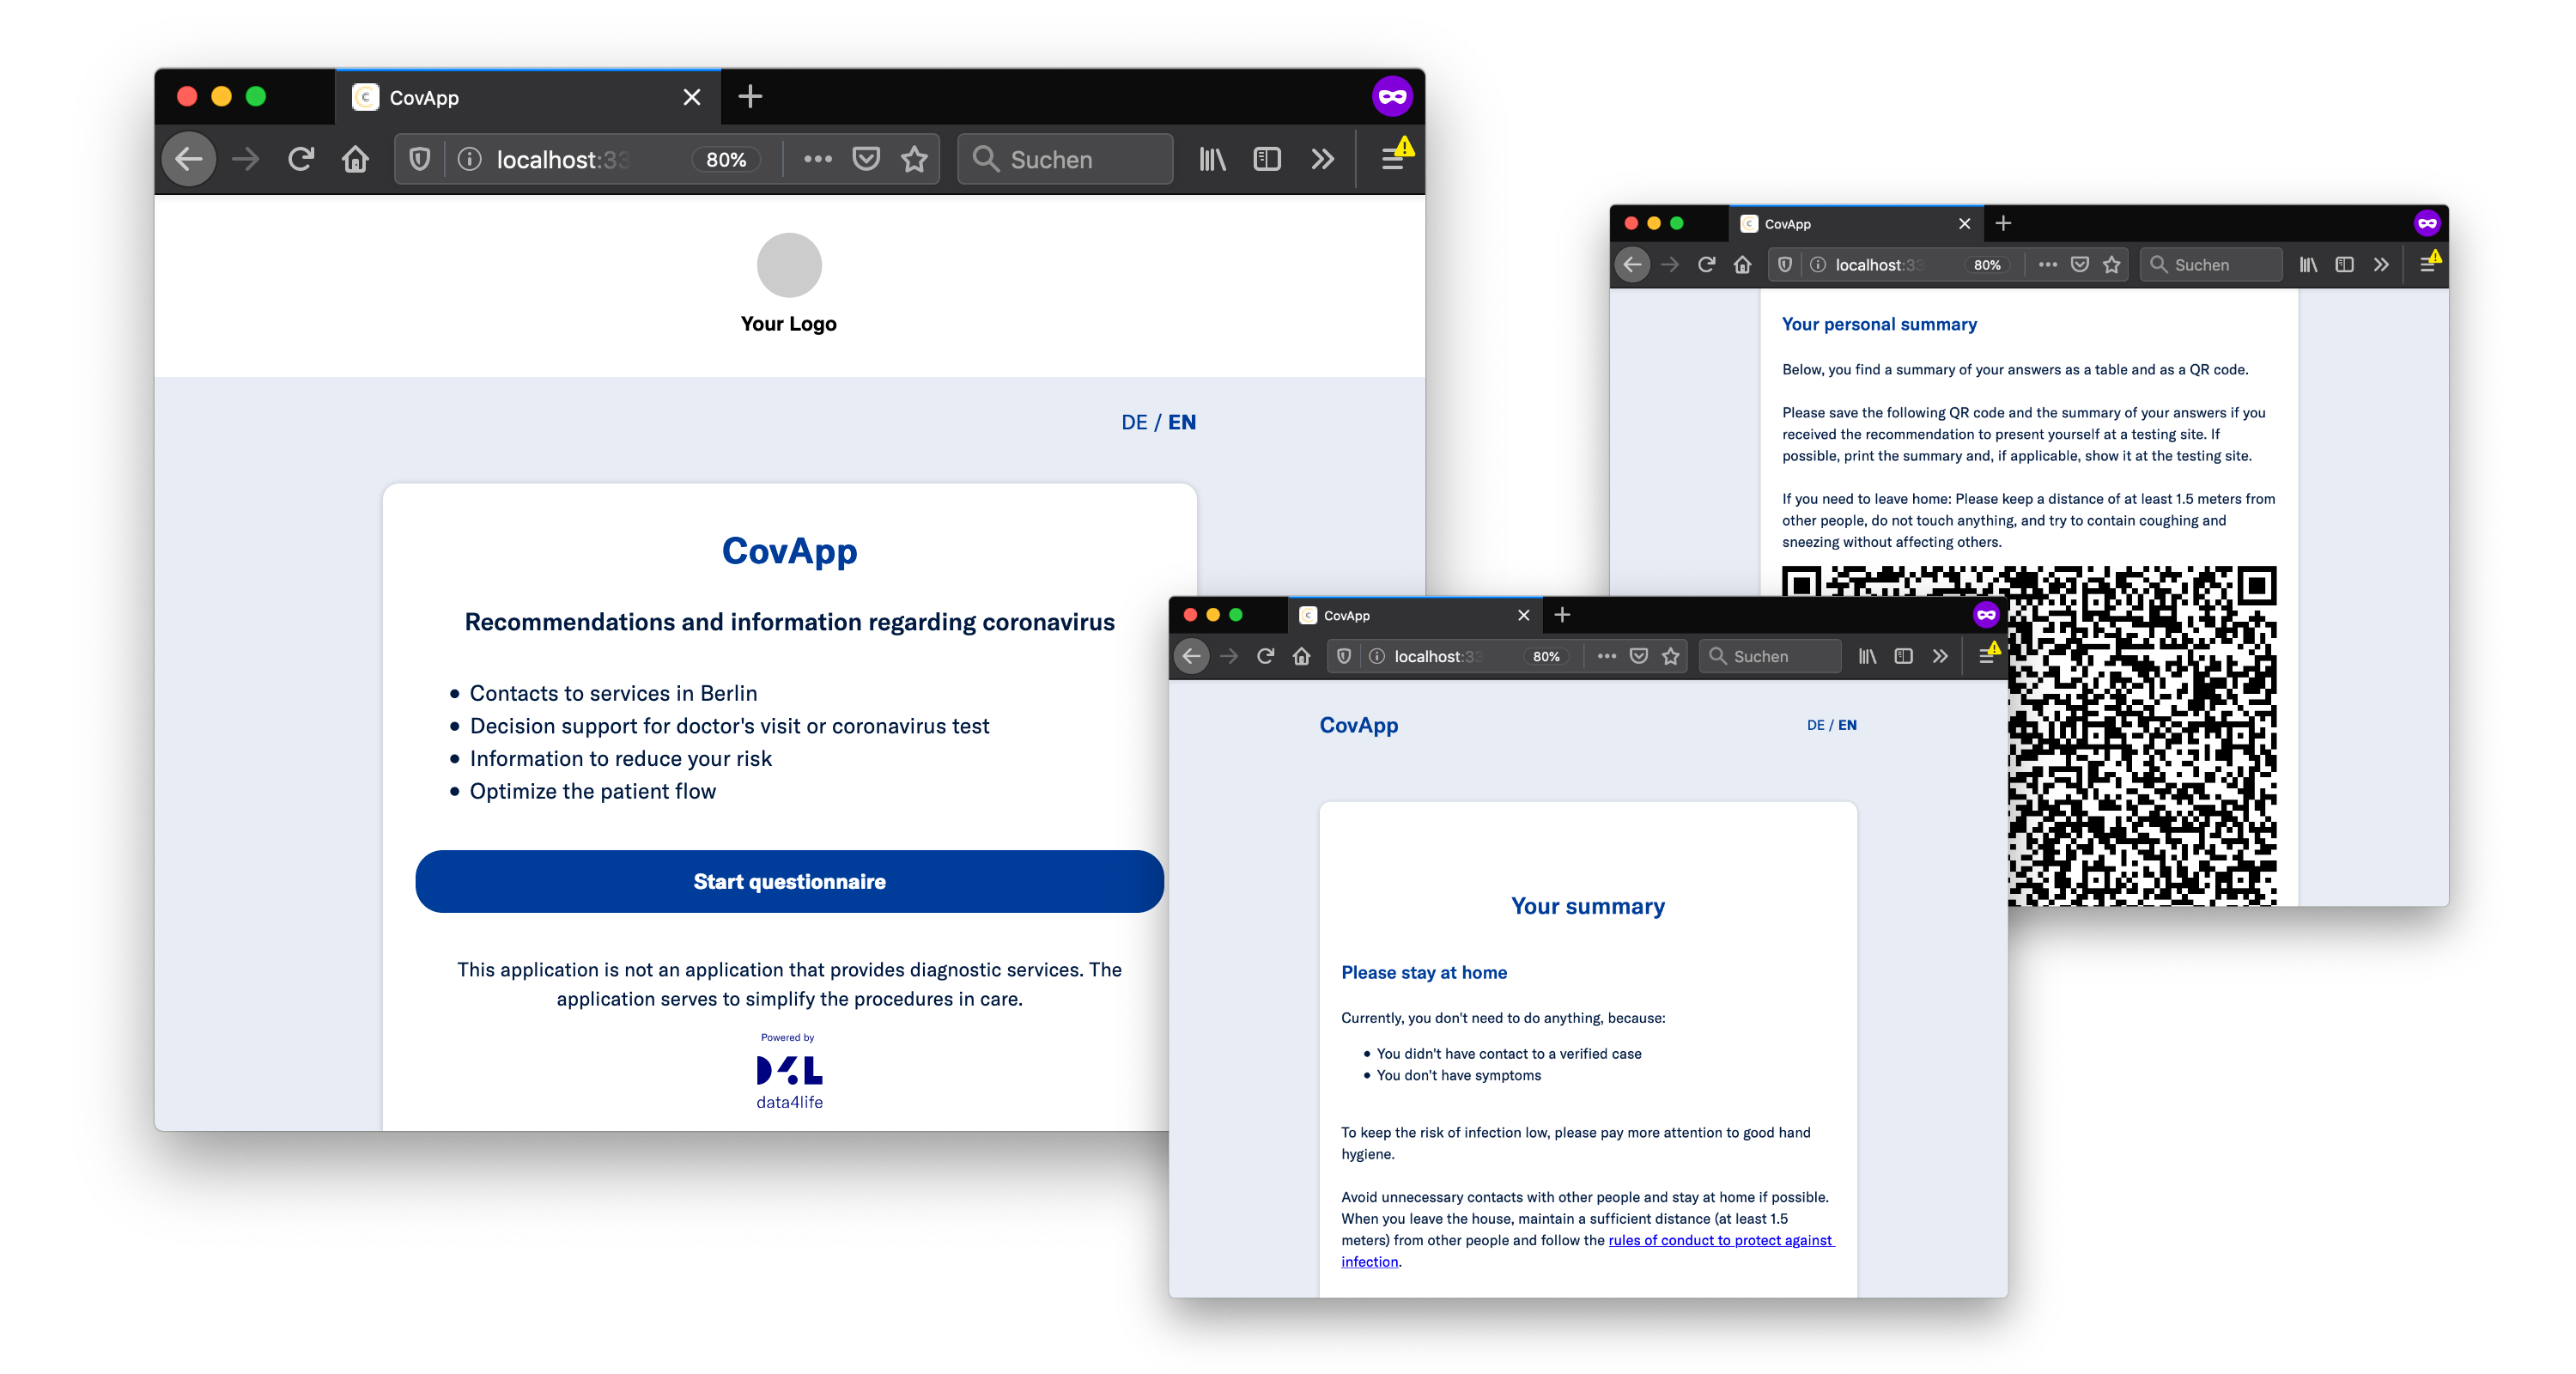 CovApp
localhost:33
80%
Suchen
Your Logo
DE / EN
CovApp
Recommendations and information regarding coronavirus
Contacts to services in Berlin
Decision support for doctor's visit or coronavirus test
Information to reduce your risk
Optimize the patient flow
Start questionnaire
This application is not an application that provides diagnostic services. The
application serves to simplify the procedures in care.
Powered by
D4L
data4life
CovApp
localhost:33
80%
Suchen
Your personal summary
Below, you find a summary of your answers as a table and as a QR code.
Please save the following QR code and the summary of your answers if you
received the recommendation to present yourself at a testing site. If
possible, print the summary and, if applicable, show it at the testing site.
If you need to leave home: Please keep a distance of at least 1.5 meters from
other people, do not touch anything, and try to contain coughing and
sneezing without affecting others.
CovApp
localhost:33
80%
Suchen
CovApp
DE / EN
Your summary
Please stay at home
Currently, you don't need to do anything, because:
You didn't have contact to a verified case
You don't have symptoms
To keep the risk of infection low, please pay more attention to good hand
hygiene.
Avoid unnecessary contacts with other people and stay at home if possible.
When you leave the house, maintain a sufficient distance (at least 1.5
meters) from other people and follow the rules of conduct to protect against
infection.